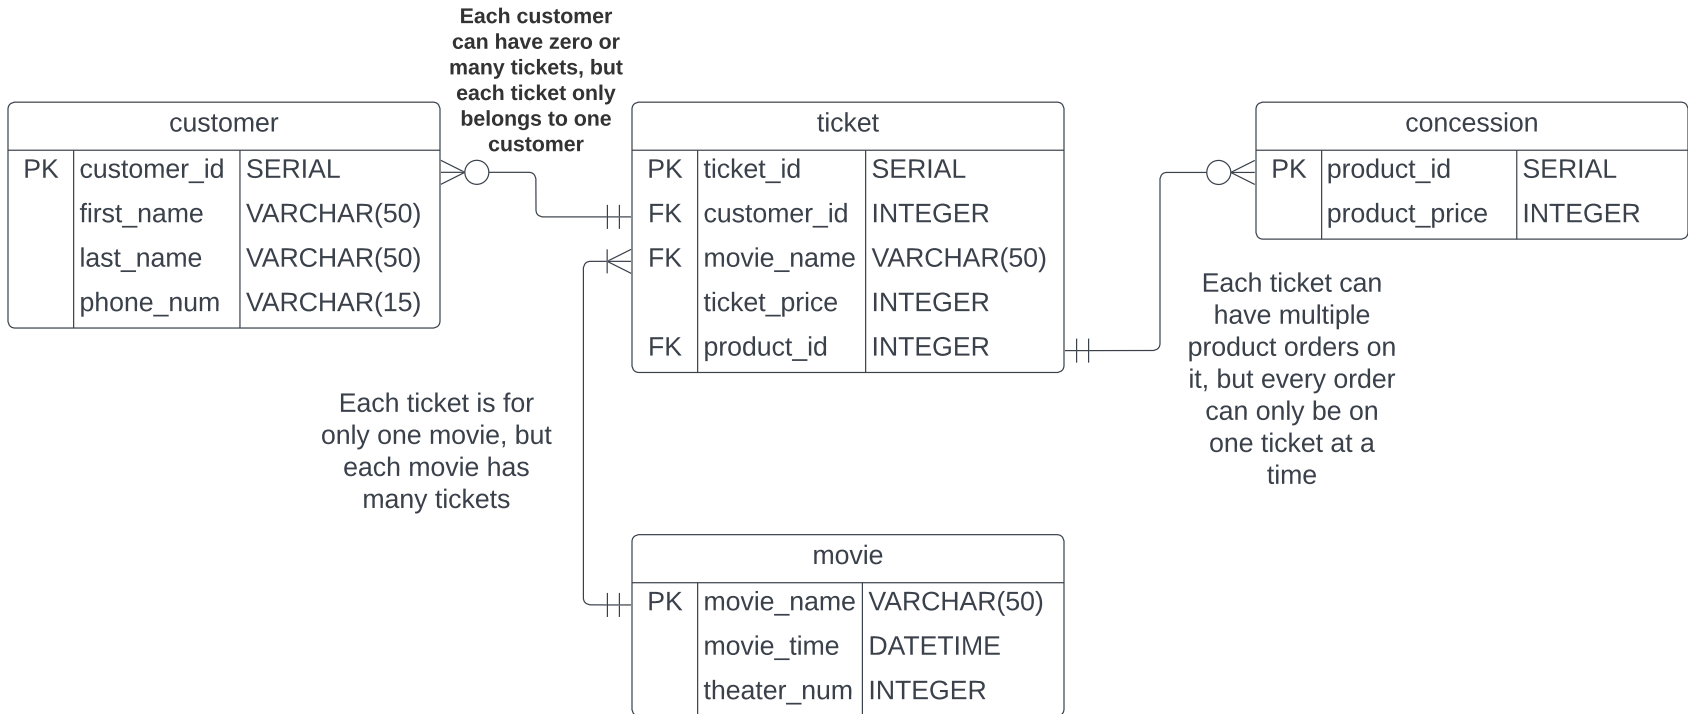 Each customer
can have zero or
many tickets, but
each ticket only
belongs to one
customer
customer
PK customer_id SERIAL
first_name VARCHAR(50)
last_name VARCHAR(50)
phone_num VARCHAR(15)
ticket
PK ticket_id SERIAL
FK customer_id INTEGER
FK movie_name VARCHAR(50)
ticket_price INTEGER
FK product_id INTEGER
concession
PK product_id SERIAL
product_price INTEGER
Each ticket can
have multiple
product orders on
it, but every order
can only be on
one ticket at a
time
Each ticket is for
only one movie, but
each movie has
many tickets
movie
PK movie_name VARCHAR(50)
movie_time DATETIME
theater_num INTEGER